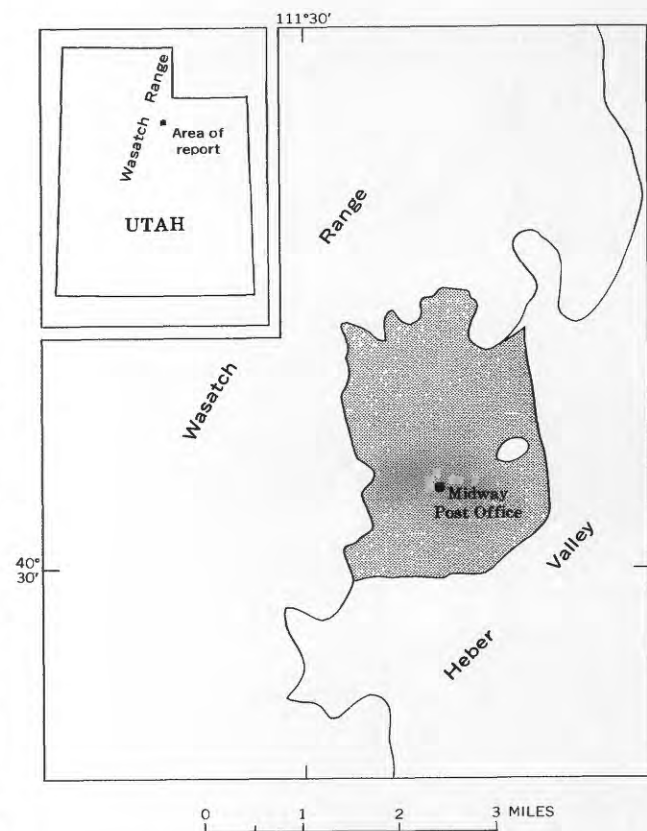 111°30'
Wasatch Range
Area of
report
UTAH
Range
Wasatch
Midway
Post Office
40°
30'
Valley
Heber
0 1 2 3 MILES